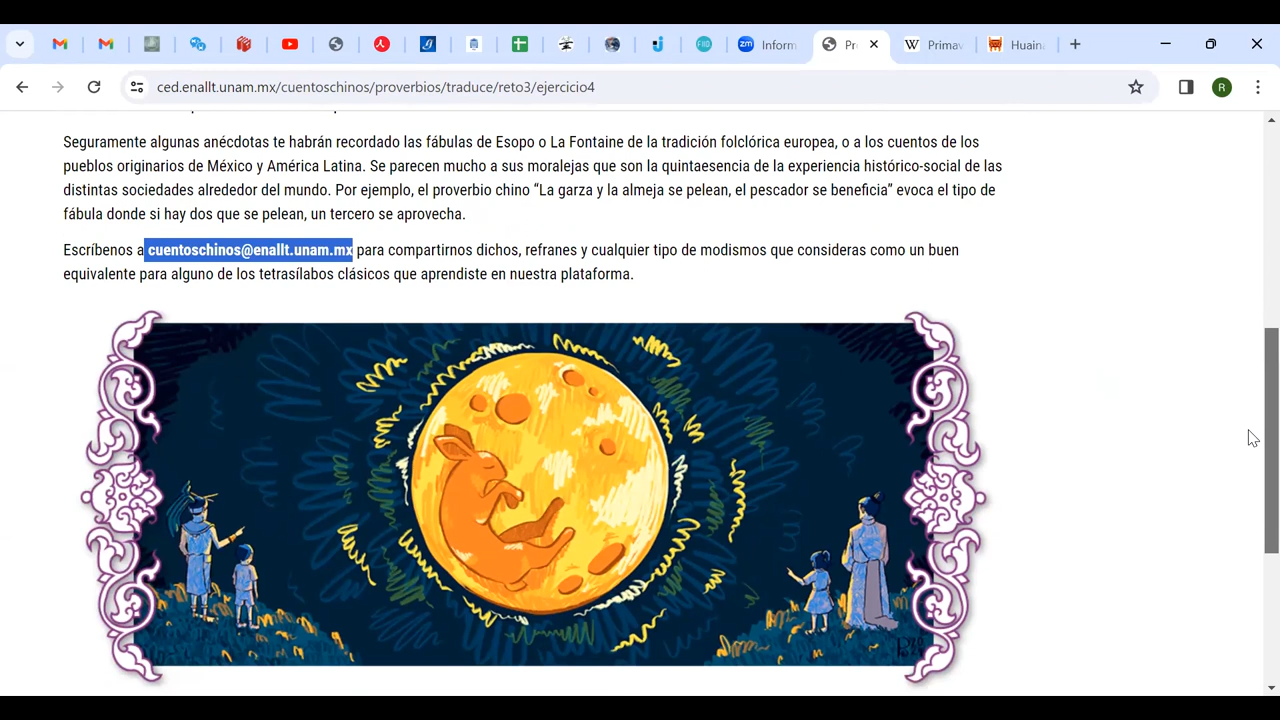 Inform
Pr
Primav
Huaina
ced.enallt.unam.mx/cuentoschinos/proverbios/traduce/reto3/ejercicio4
R
Seguramente algunas anécdotas te habrán recordado las fábulas de Esopo o La Fontaine de la tradición folclórica europea, o a los cuentos de los
pueblos originarios de México y América Latina. Se parecen mucho a sus moralejas que son la quintaesencia de la experiencia histórico-social de las
distintas sociedades alrededor del mundo. Por ejemplo, el proverbio chino “La garza y la almeja se pelean, el pescador se beneficia” evoca el tipo de
fábula donde si hay dos que se pelean, un tercero se aprovecha.
Escríbenos a cuentoschinos@enallt.unam.mx para compartirnos dichos, refranes y cualquier tipo de modismos que consideras como un buen
equivalente para alguno de los tetrasílabos clásicos que aprendiste en nuestra plataforma.